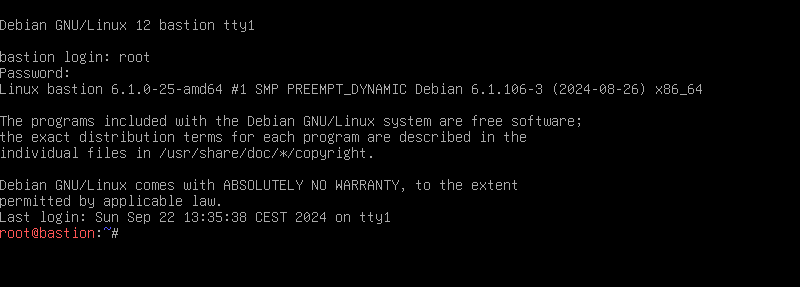 Debian GNU/Linux 12 bastion tty1
bastion login: root
Password:
Linux bastion 6.1.0-25-amd64 #1 SMP PREEMPT_DYNAMIC Debian 6.1.106-3 (2024-08-26) x86_64
The programs included with the Debian GNU/Linux system are free software;
the exact distribution terms for each program are described in the
individual files in /usr/share/doc/*/copyright.
Debian GNU/Linux comes with ABSOLUTELY NO WARRANTY, to the extent
permitted by applicable law.
Last login: Sun Sep 22 13:35:38 CEST 2024 on tty1
root@bastion:~#